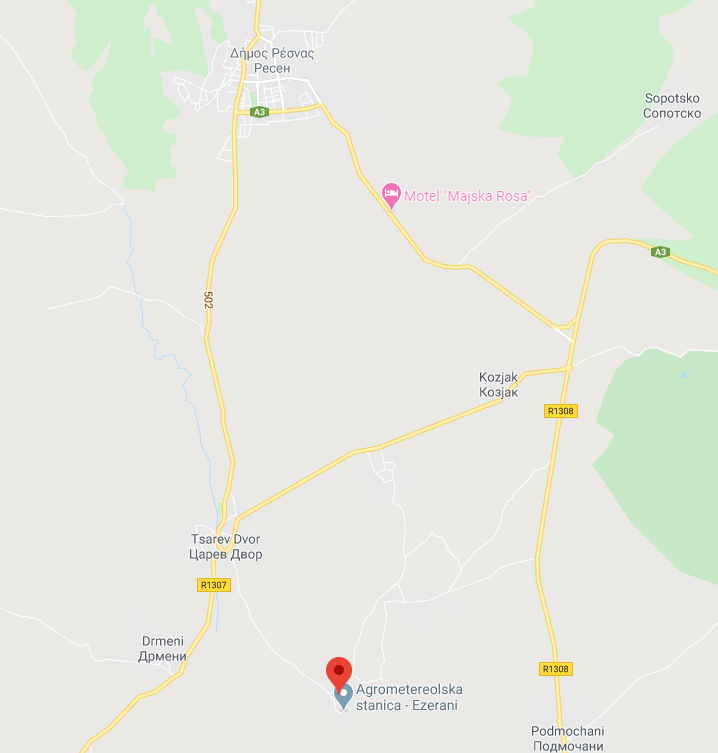 Δήμος Ρέσνας
Ресен
Sopotsko
Сопотско
A3
Motel "Majska Rosa"
A3
502
Kozjak
Козјак
R1308
Tsarev Dvor
Царев Двор
R1307
Drmeni
Дрмени
R1308
Agrometereolska
stanica - Ezerani
Podmochani
Подмочани